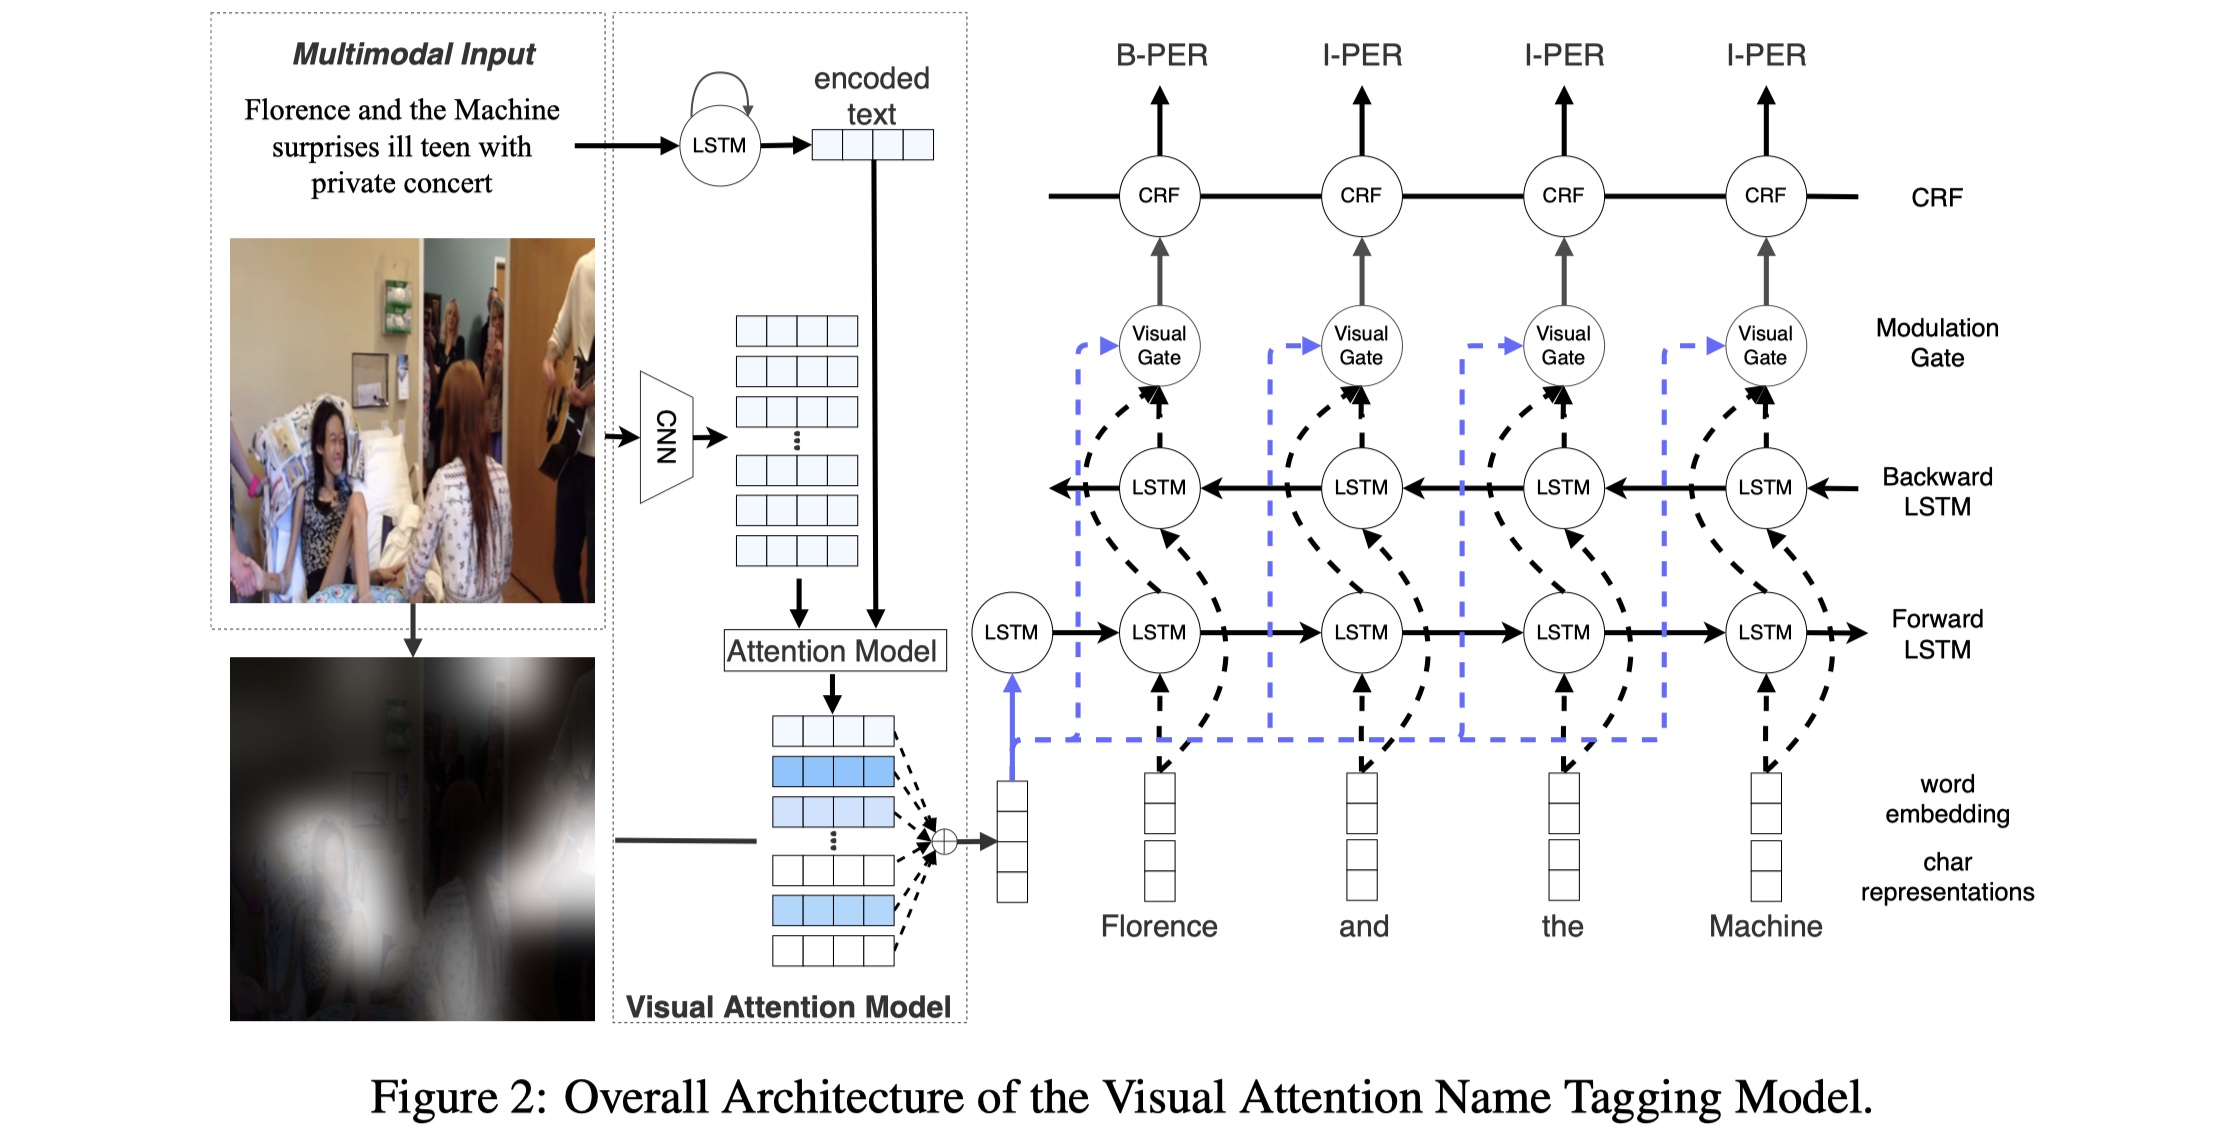 Multimodal Input
Florence and the Machine
surprises ill teen with
private concert
LSTM
encoded
text
CNN
Attention Model
Visual Attention Model
B-PER I-PER I-PER I-PER
CRF CRF CRF CRF CRF
Visual Gate Visual Gate Visual Gate Visual Gate
Modulation
Gate
LSTM LSTM LSTM LSTM
Backward
LSTM
LSTM LSTM LSTM LSTM LSTM
Forward
LSTM
word
embedding
char
representations
Florence and the Machine
Figure 2: Overall Architecture of the Visual Attention Name Tagging Model.